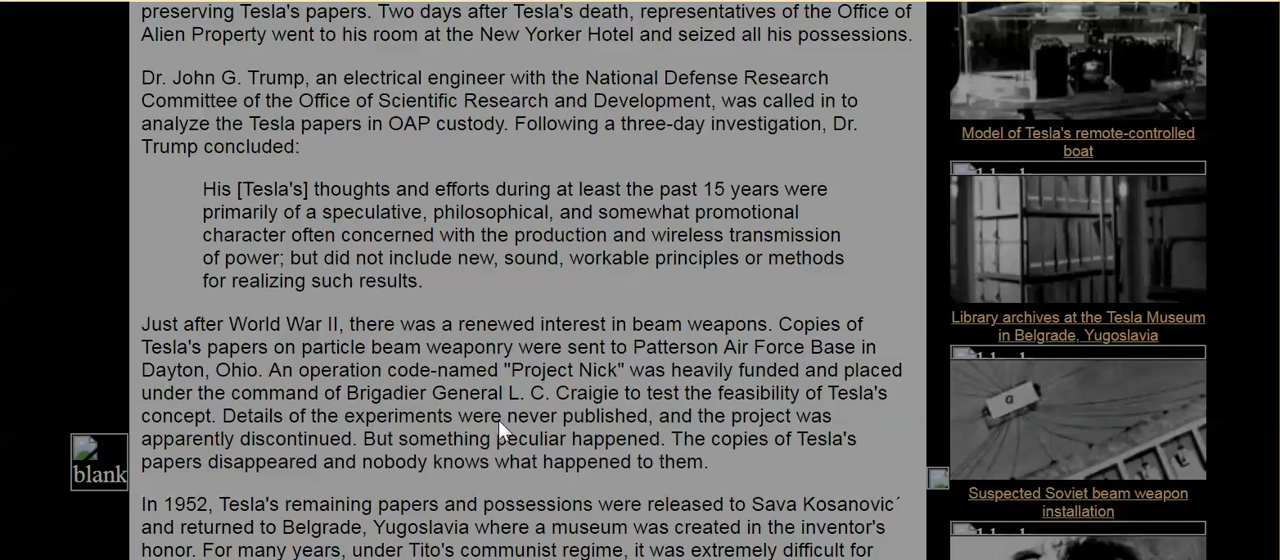 preserving Tesla's papers. Two days after Tesla's death, representatives of the Office of
Alien Property went to his room at the New Yorker Hotel and seized all his possessions.
Dr. John G. Trump, an electrical engineer with the National Defense Research
Committee of the Office of Scientific Research and Development, was called in to
analyze the Tesla papers in OAP custody. Following a three-day investigation, Dr.
Trump concluded:
His [Tesla's] thoughts and efforts during at least the past 15 years were
primarily of a speculative, philosophical, and somewhat promotional
character often concerned with the production and wireless transmission
of power; but did not include new, sound, workable principles or methods
for realizing such results.
Just after World War II, there was a renewed interest in beam weapons. Copies of
Tesla's papers on particle beam weaponry were sent to Patterson Air Force Base in
Dayton, Ohio. An operation code-named "Project Nick" was heavily funded and placed
under the command of Brigadier General L. C. Craigie to test the feasibility of Tesla's
concept. Details of the experiments were never published, and the project was
apparently discontinued. But something peculiar happened. The copies of Tesla's
papers disappeared and nobody knows what happened to them.
In 1952, Tesla's remaining papers and possessions were released to Sava Kosanovic´
and returned to Belgrade, Yugoslavia where a museum was created in the inventor's
honor. For many years, under Tito's communist regime, it was extremely difficult for
blank
Model of Tesla's remote-controlled
boat
Library archives at the Tesla Museum
in Belgrade, Yugoslavia
G
Suspected Soviet beam weapon
installation